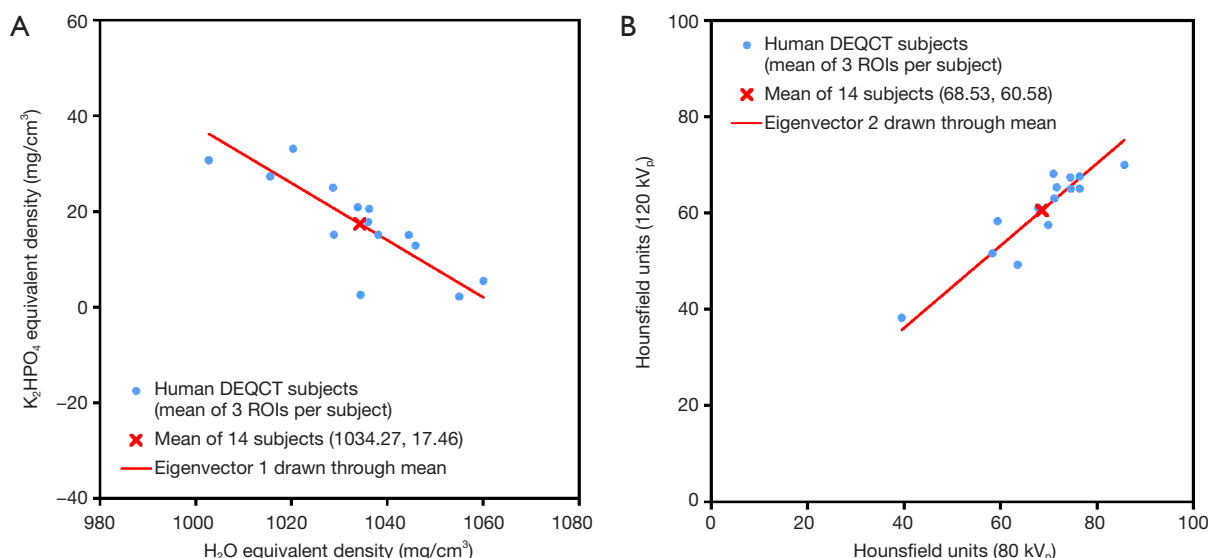 A
60
40
20
0
−20
−40
K₂HPO₄ equivalent density (mg/cm³)
Human DEQCT subjects
(mean of 3 ROIs per subject)
Mean of 14 subjects (1034.27, 17.46)
Eigenvector 1 drawn through mean
980 1000 1020 1040 1060 1080
H₂O equivalent density (mg/cm³)
B
100
80
60
40
20
0
Hounsfield units (120 kVₚ)
Human DEQCT subjects
(mean of 3 ROIs per subject)
Mean of 14 subjects (68.53, 60.58)
Eigenvector 2 drawn through mean
0 20 40 60 80 100
Hounsfield units (80 kVₚ)